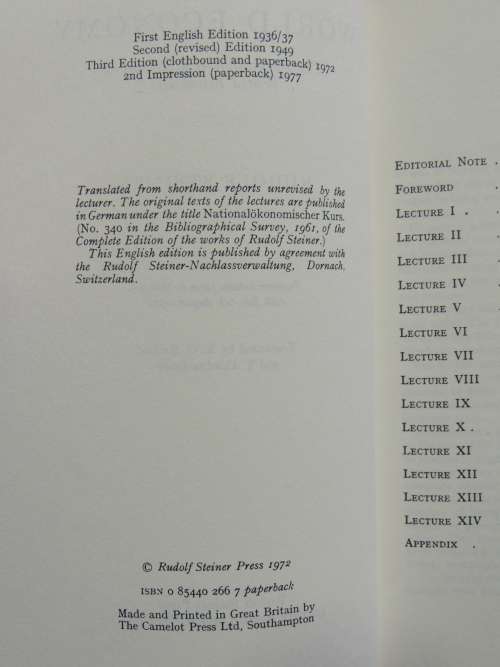 First English Edition 1936/37
Second (revised) Edition 1949
Third Edition (clothbound and paperback) 1972
2nd Impression (paperback) 1977
Translated from shorthand reports unrevised by the
lecturer. The original texts of the lectures are published
in German under the title Nationalökonomischer Kurs.
(No. 340 in the Bibliographical Survey, 1961, of the
Complete Edition of the works of Rudolf Steiner.)
This English edition is published by agreement with
the Rudolf Steiner-Nachlassverwaltung, Dornach,
Switzerland.
© Rudolf Steiner Press 1972
ISBN 0 85440 266 7 paperback
Made and Printed in Great Britain by
The Camelot Press Ltd, Southampton
Editorial Note .
Foreword .
Lecture I .
Lecture II
Lecture III
Lecture IV
Lecture V
Lecture VI
Lecture VII
Lecture VIII
Lecture IX
Lecture X .
Lecture XI
Lecture XII
Lecture XIII
Lecture XIV
Appendix .